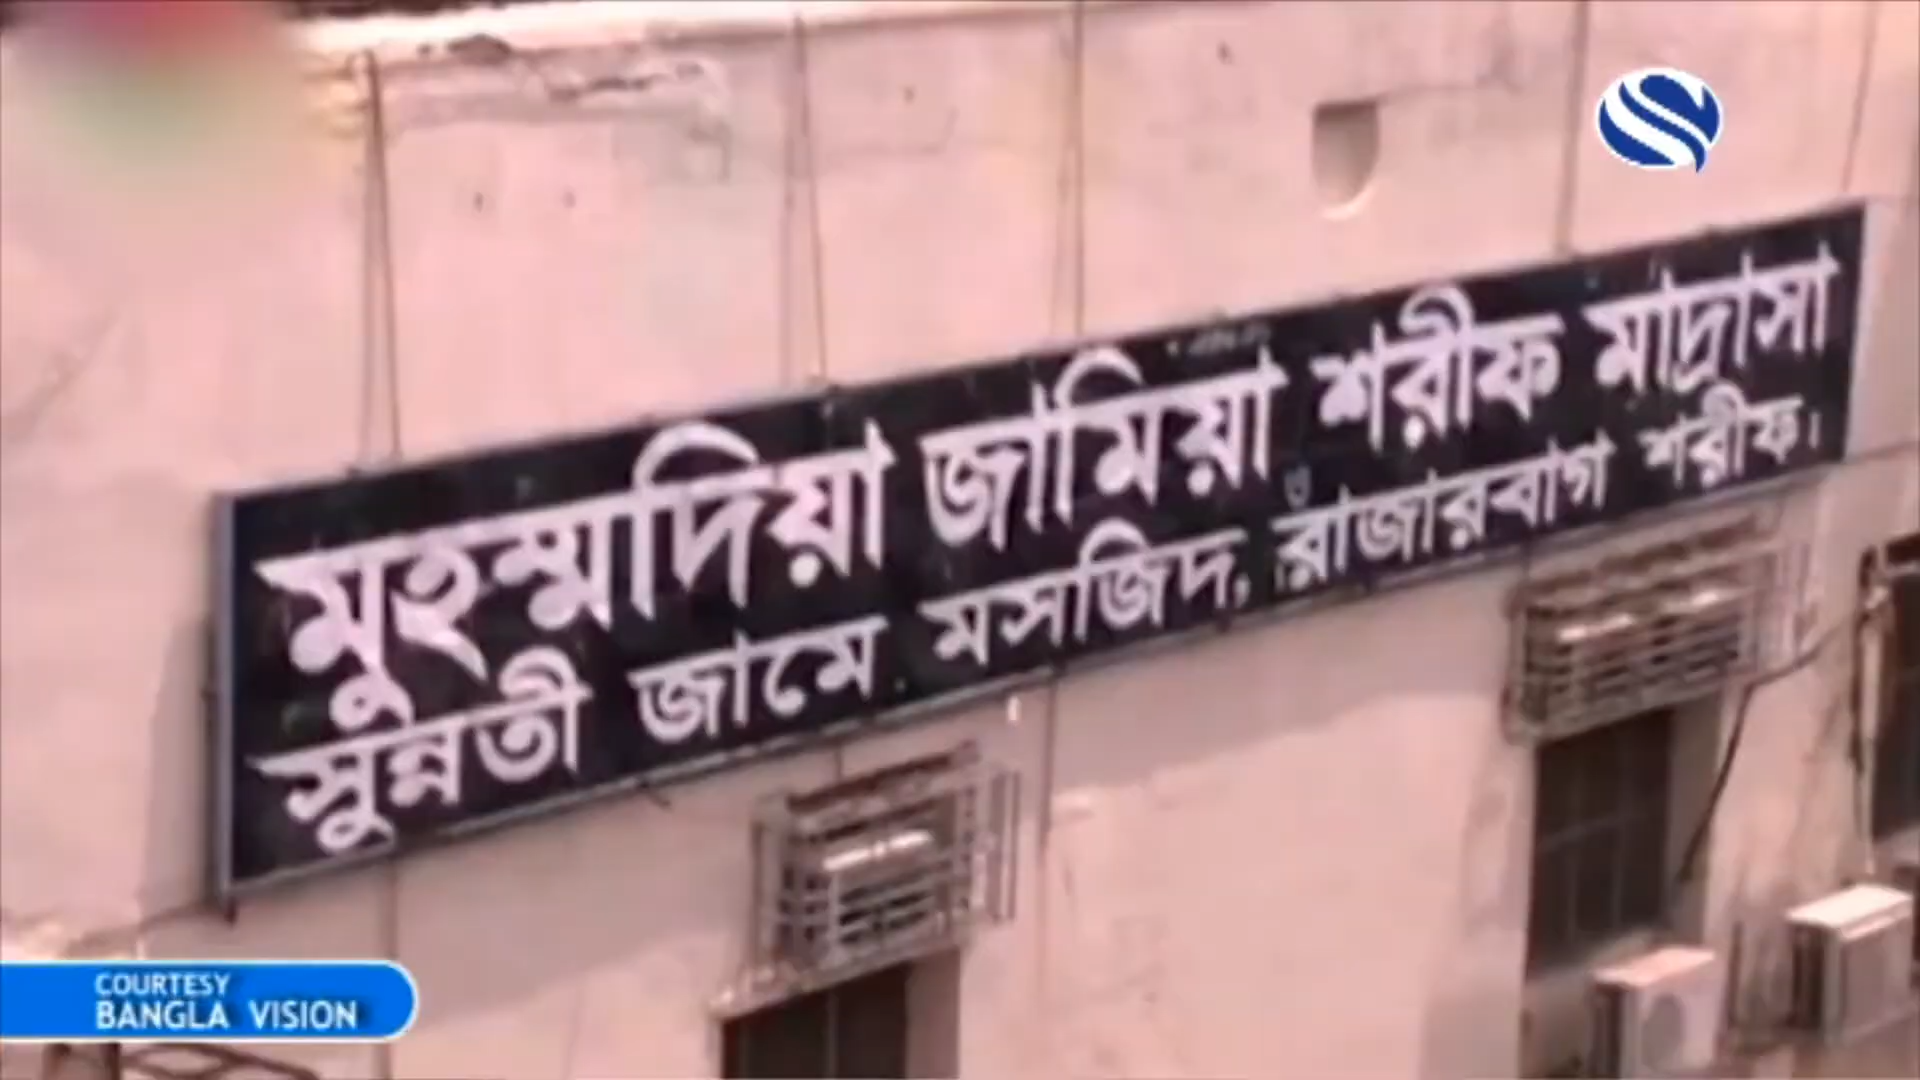 মুহম্মদিয়া জামিয়া শরীফ মাদ্রাসা
ও
সুন্নতী জামে মসজিদ, রাজারবাগ শরীফ।
COURTESY
BANGLA VISION